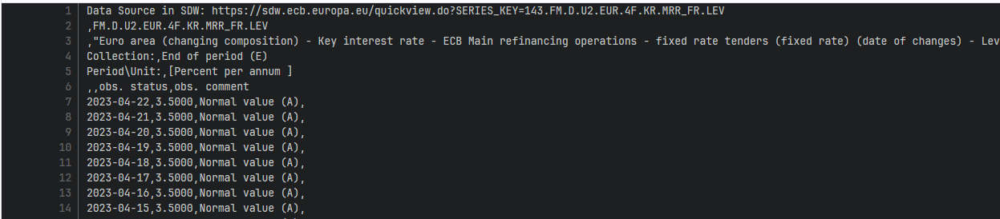 1 Data Source in SDW: https://sdw.ecb.europa.eu/quickview.do?SERIES_KEY=143.FM.D.U2.EUR.4F.KR.MRR_FR.LEV
2 ,FM.D.U2.EUR.4F.KR.MRR_FR.LEV
3 ,"Euro area (changing composition) - Key interest rate - ECB Main refinancing operations - fixed rate tenders (fixed rate) (date of changes) - Lev
4 Collection:,End of period (E)
5 Period\Unit:,[Percent per annum ]
6 ,,obs. status,obs. comment
7 2023-04-22,3.5000,Normal value (A),
8 2023-04-21,3.5000,Normal value (A),
9 2023-04-20,3.5000,Normal value (A),
10 2023-04-19,3.5000,Normal value (A),
11 2023-04-18,3.5000,Normal value (A),
12 2023-04-17,3.5000,Normal value (A),
13 2023-04-16,3.5000,Normal value (A),
14 2023-04-15,3.5000,Normal value (A),